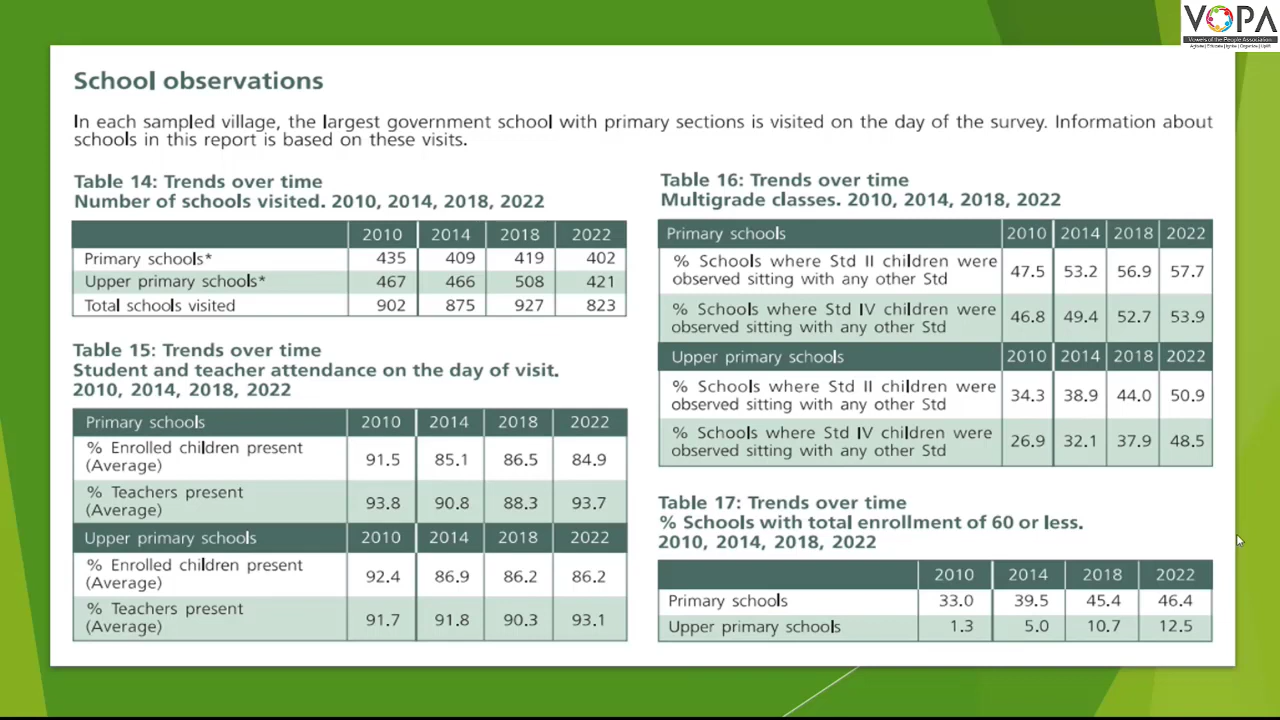 VOPA
Vowels of the People Association
School observations
In each sampled village, the largest government school with primary sections is visited on the day of the survey. Information about
schools in this report is based on these visits.
Table 14: Trends over time
Number of schools visited. 2010, 2014, 2018, 2022
2010 2014 2018 2022
Primary schools* 435 409 419 402
Upper primary schools* 467 466 508 421
Total schools visited 902 875 927 823
Table 15: Trends over time
Student and teacher attendance on the day of visit.
2010, 2014, 2018, 2022
Primary schools 2010 2014 2018 2022
% Enrolled children present
(Average) 91.5 85.1 86.5 84.9
% Teachers present
(Average) 93.8 90.8 88.3 93.7
Upper primary schools 2010 2014 2018 2022
% Enrolled children present
(Average) 92.4 86.9 86.2 86.2
% Teachers present
(Average) 91.7 91.8 90.3 93.1
Table 16: Trends over time
Multigrade classes. 2010, 2014, 2018, 2022
Primary schools 2010 2014 2018 2022
% Schools where Std II children were
observed sitting with any other Std 47.5 53.2 56.9 57.7
% Schools where Std IV children were
observed sitting with any other Std 46.8 49.4 52.7 53.9
Upper primary schools 2010 2014 2018 2022
% Schools where Std II children were
observed sitting with any other Std 34.3 38.9 44.0 50.9
% Schools where Std IV children were
observed sitting with any other Std 26.9 32.1 37.9 48.5
Table 17: Trends over time
% Schools with total enrollment of 60 or less.
2010, 2014, 2018, 2022
2010 2014 2018 2022
Primary schools 33.0 39.5 45.4 46.4
Upper primary schools 1.3 5.0 10.7 12.5